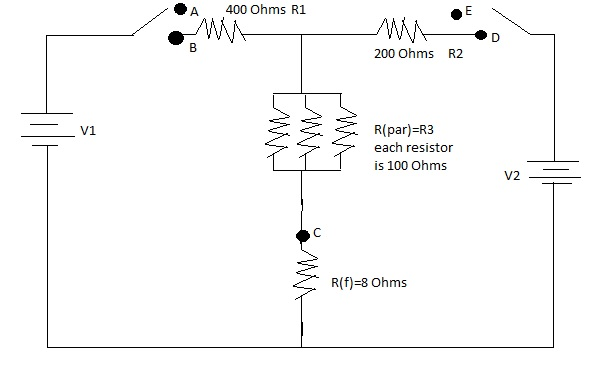 A
400 Ohms R1
E
B
200 Ohms R2
D
V1
R(par)=R3
each resistor
is 100 Ohms
V2
C
R(f)=8 Ohms